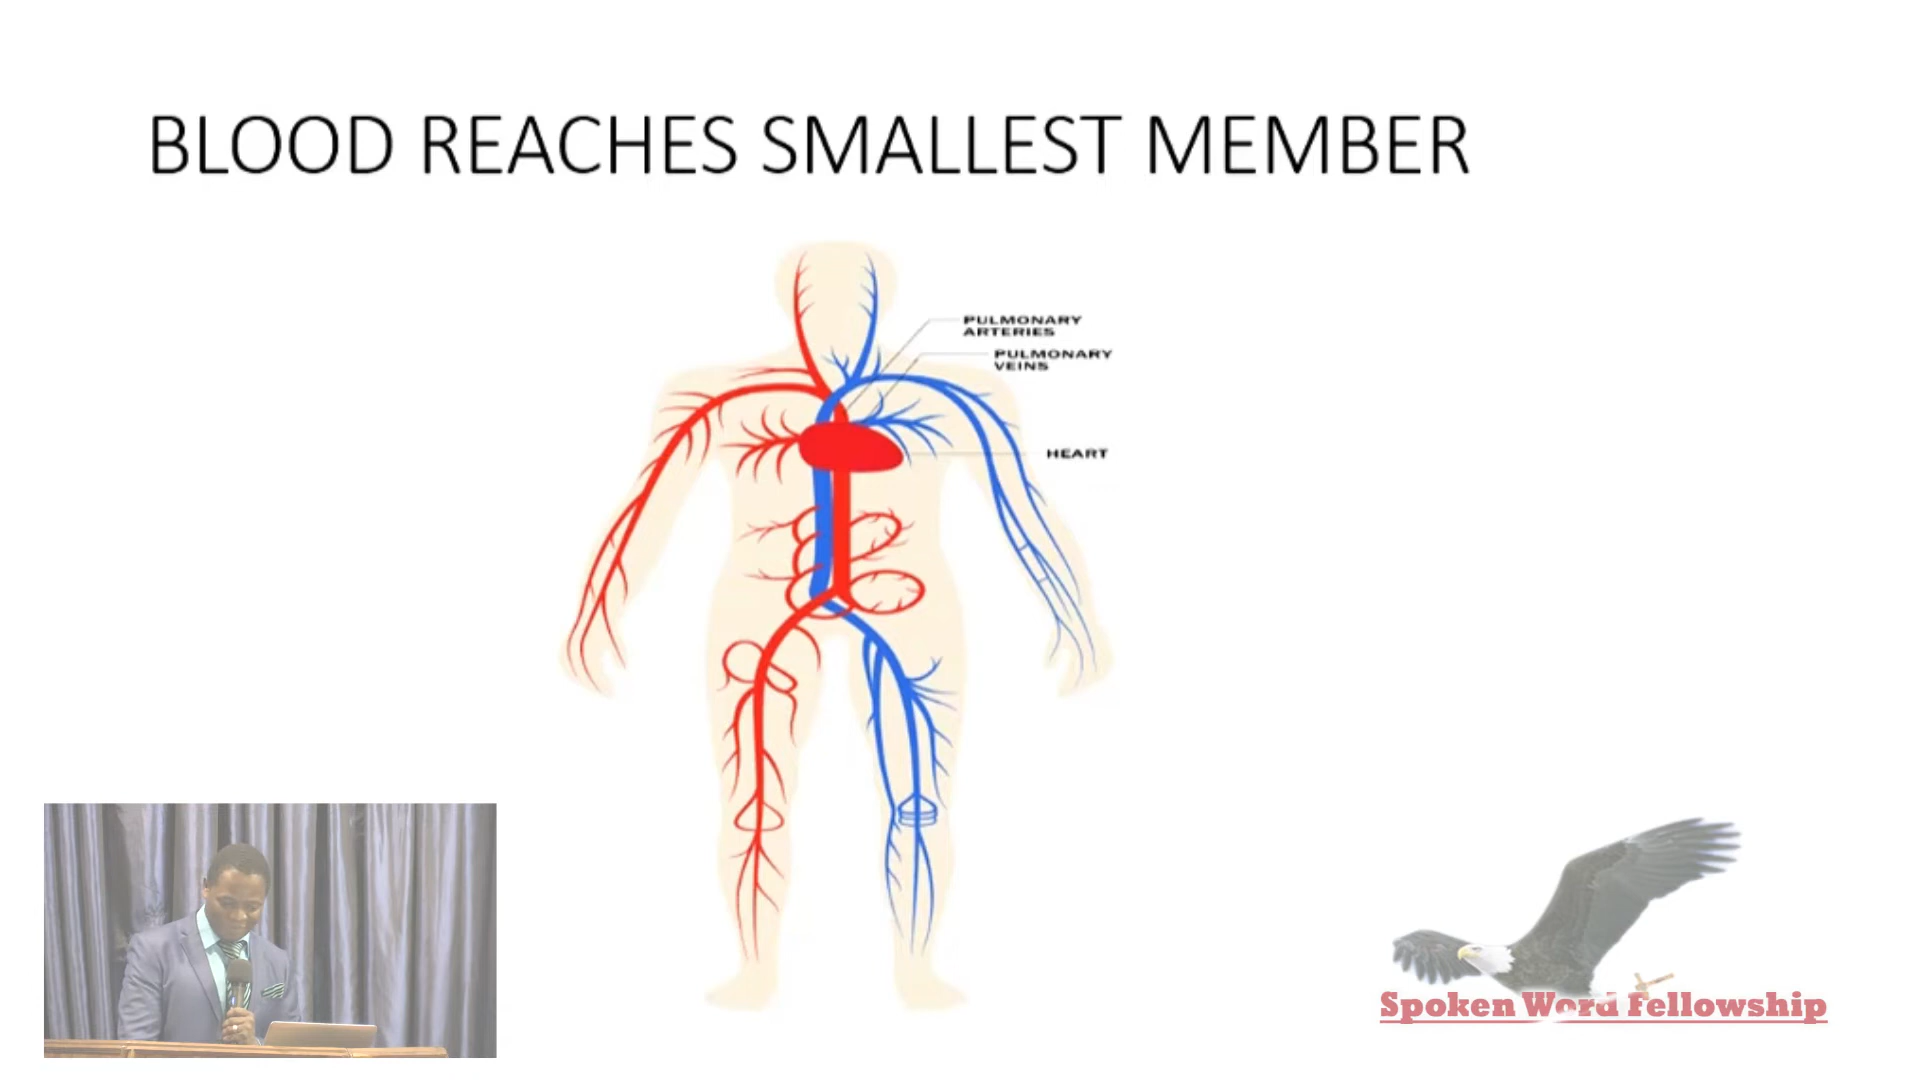 BLOOD REACHES SMALLEST MEMBER
PULMONARY
ARTERIES
PULMONARY
VEINS
HEART
Spoken Word Fellowship